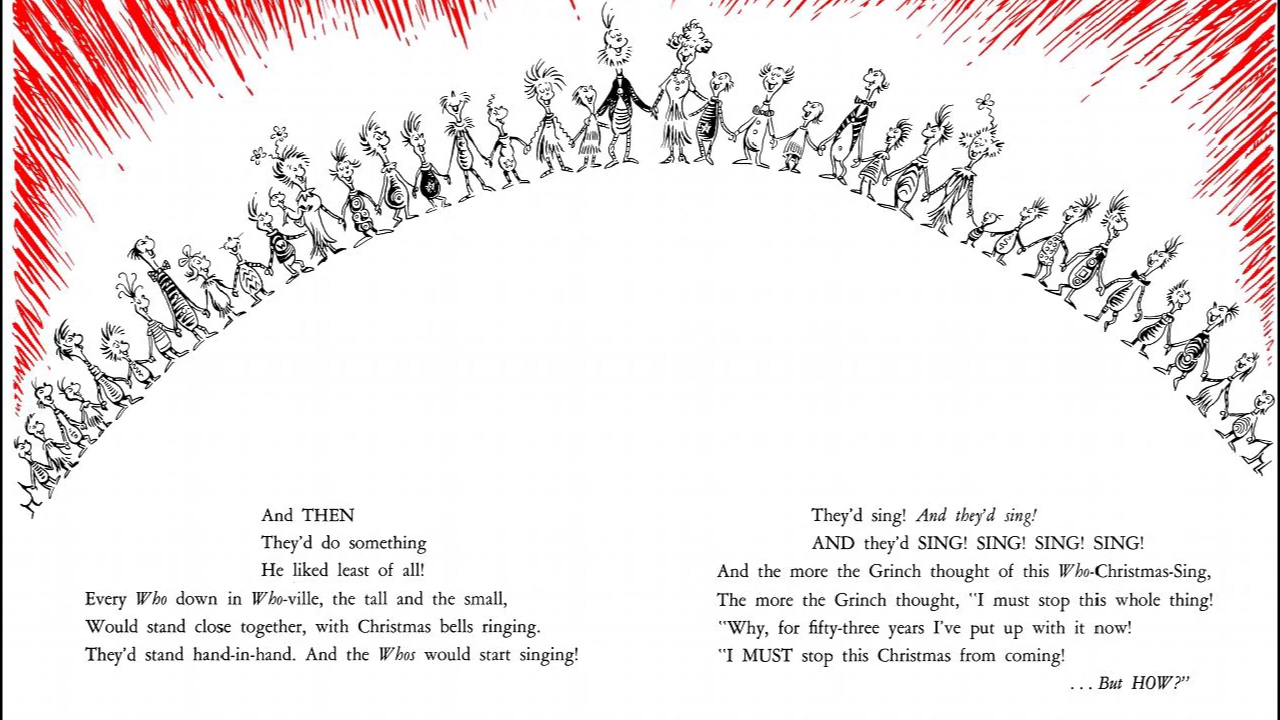 And THEN
They'd do something
He liked least of all!
Every Who down in Who-ville, the tall and the small,
Would stand close together, with Christmas bells ringing.
They'd stand hand-in-hand. And the Whos would start singing!
They'd sing! And they'd sing!
AND they'd SING! SING! SING! SING!
And the more the Grinch thought of this Who-Christmas-Sing,
The more the Grinch thought, "I must stop this whole thing!
"Why, for fifty-three years I've put up with it now!
"I MUST stop this Christmas from coming!
...But HOW?"